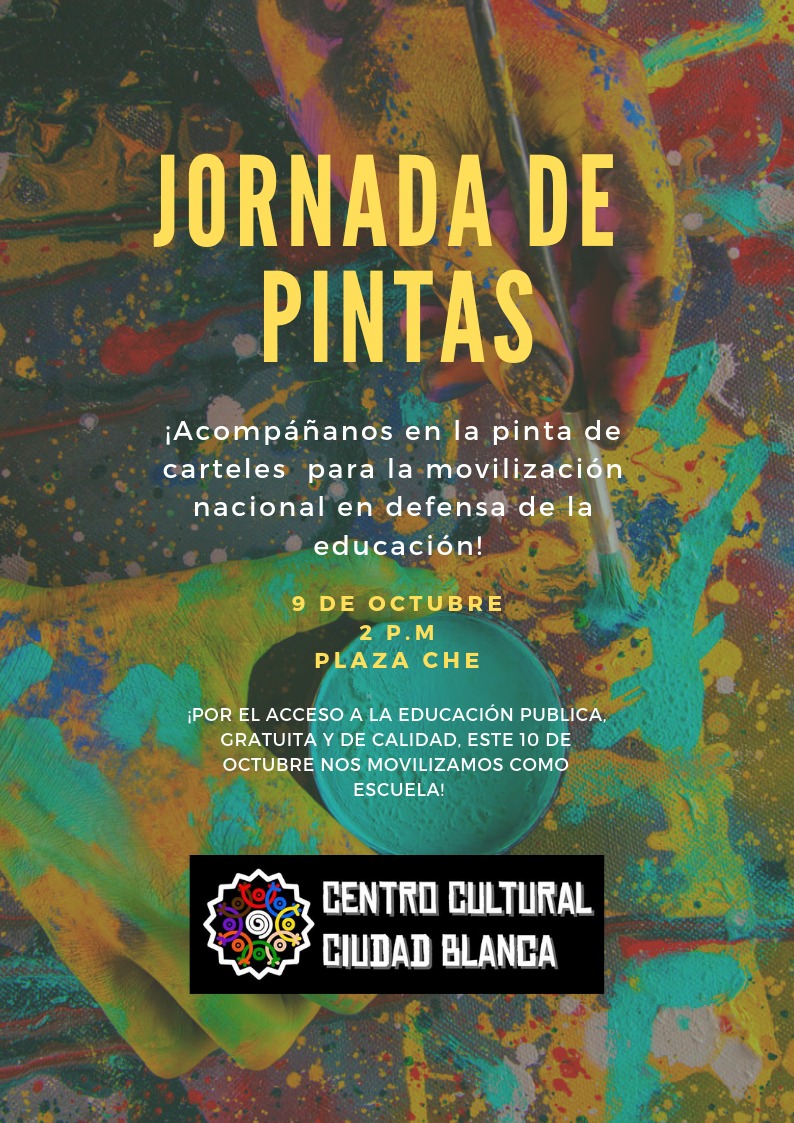 JORNADA DE
PINTAS
¡Acompáñanos en la pinta de
carteles para la movilización
nacional en defensa de la
educación!
9 DE OCTUBRE
2 P.M
PLAZA CHE
¡POR EL ACCESO A LA EDUCACIÓN PUBLICA,
GRATUITA Y DE CALIDAD, ESTE 10 DE
OCTUBRE NOS MOVILIZAMOS COMO
ESCUELA!
CENTRO CULTURAL
CIUDAD BLANCA